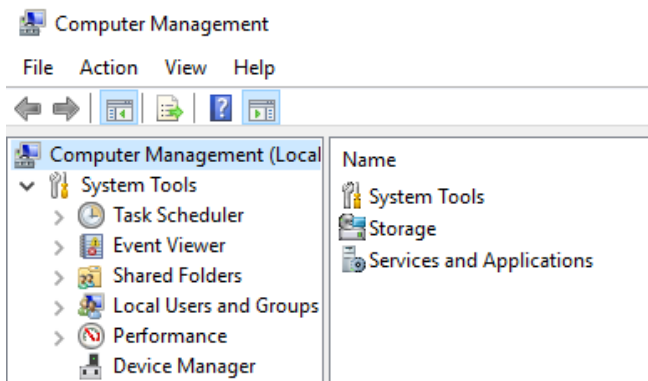 Computer Management
File Action View Help
Computer Management (Local
System Tools
Task Scheduler
Event Viewer
Shared Folders
Local Users and Groups
Performance
Device Manager
Name
System Tools
Storage
Services and Applications